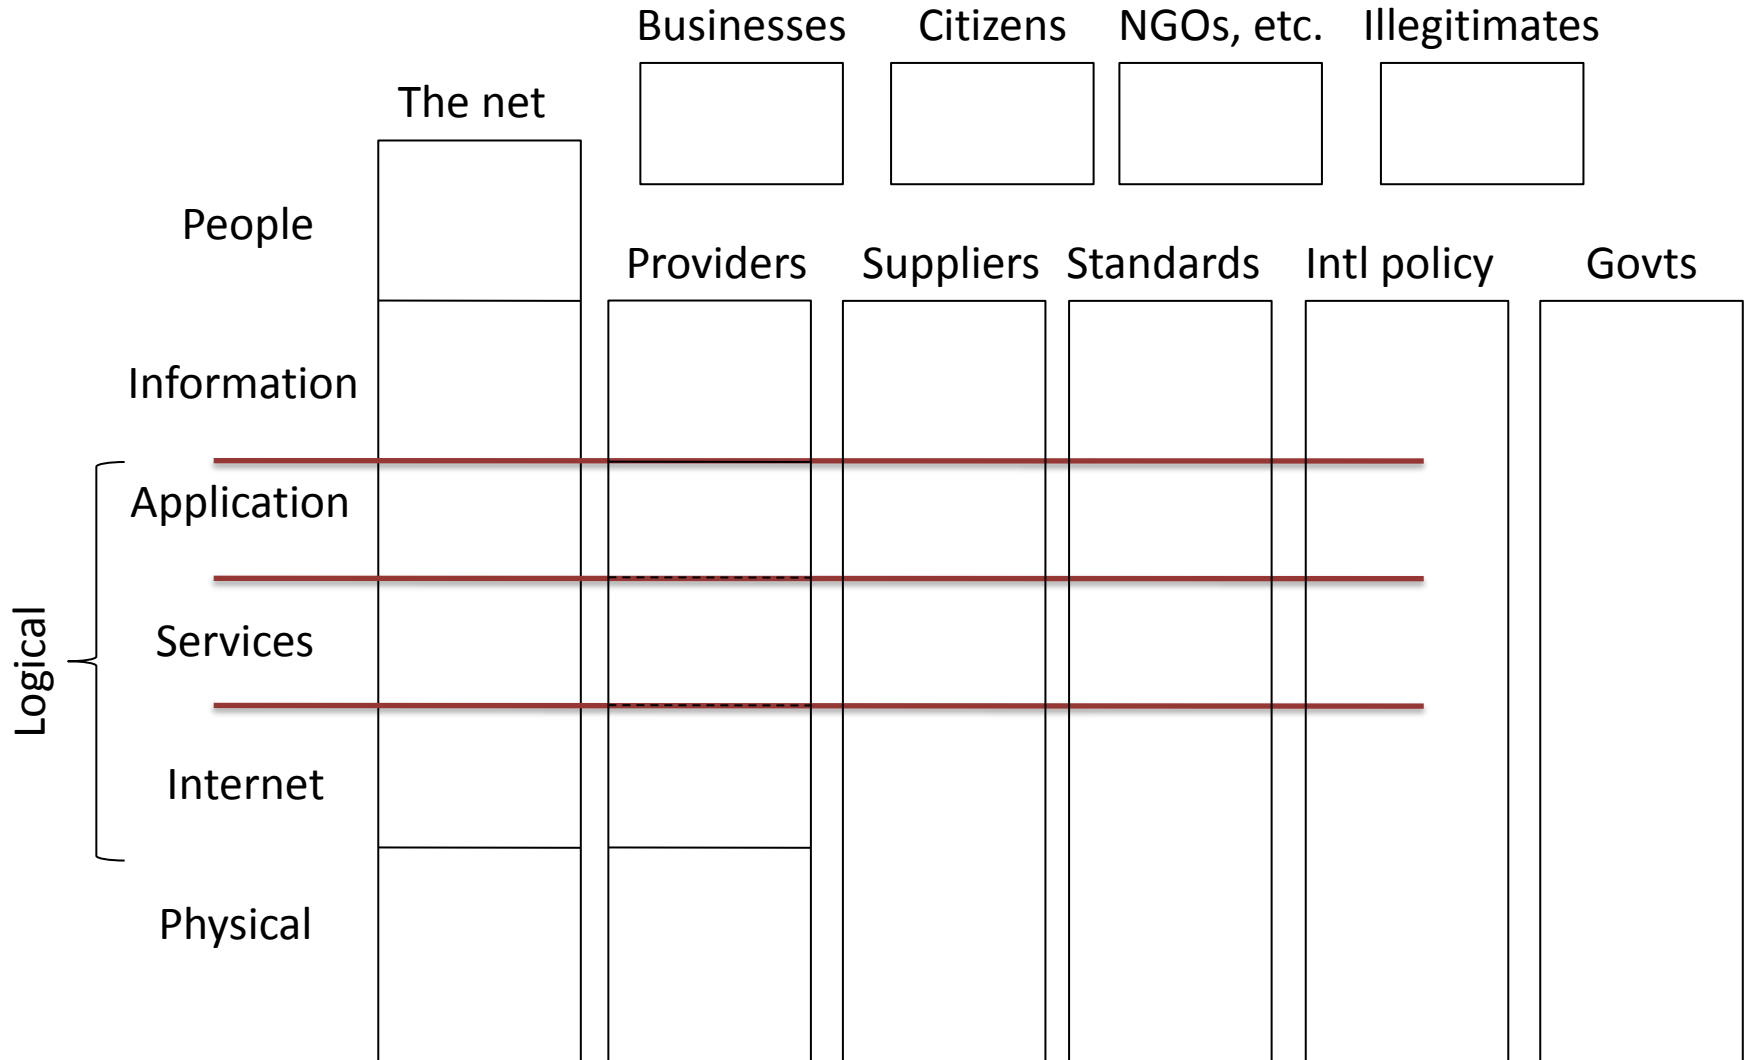 Businesses
Citizens
NGOs, etc.
Illegitimates
The net
People
Providers
Suppliers
Standards
Intl policy
Govts
Information
Application
Logical
Services
Internet
Physical